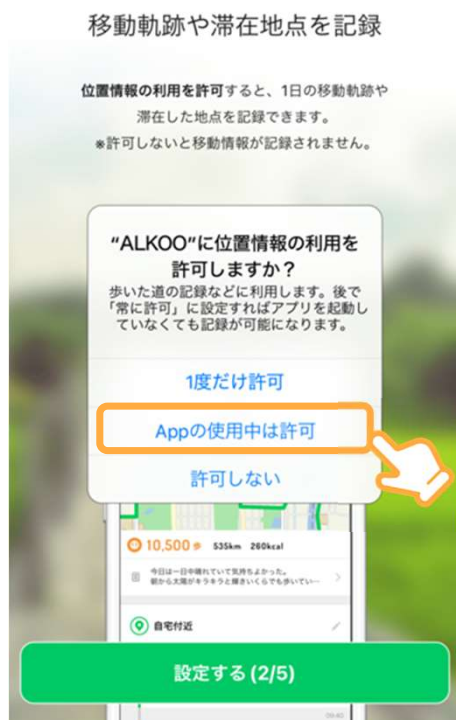 移動軌跡や滞在地点を記録
位置情報の利用を許可すると、1日の移動軌跡や
滞在した地点を記録できます。
※許可しないと移動情報が記録されません。
“ALKOO”に位置情報の利用を
許可しますか？
歩いた道の記録などに利用します。後で
「常に許可」に設定すればアプリを起動し
ていなくても記録が可能になります。
1度だけ許可
Appの使用中は許可
許可しない
10,500歩 535km 260kcal
今日は一日中晴れていて気持ちよかった。
朝から太陽がキラキラと輝きいくらでも歩いてい…
自宅付近
設定する (2/5)
09:40